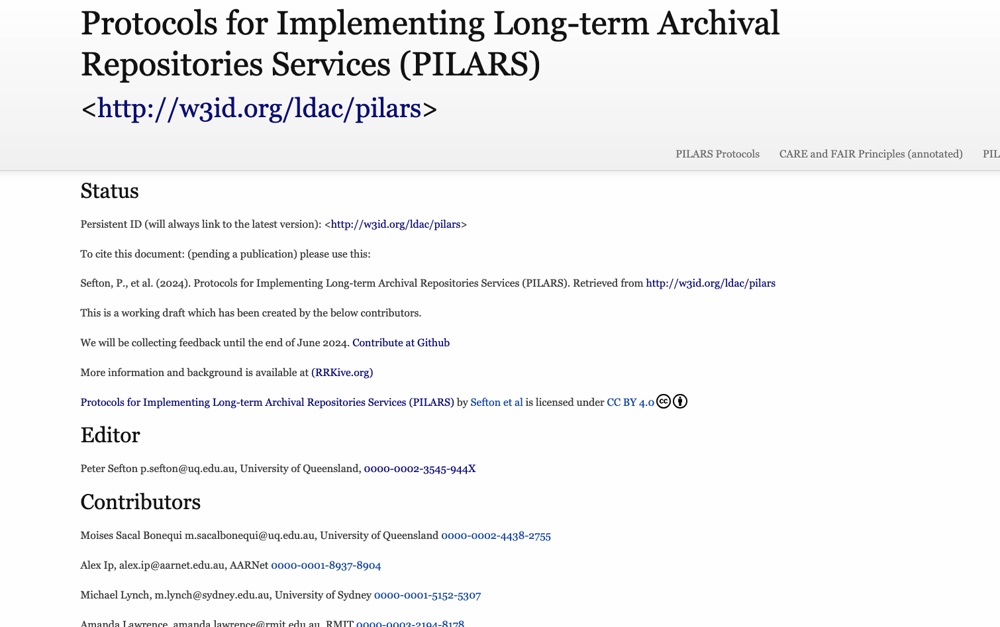 Protocols for Implementing Long-term Archival
Repositories Services (PILARS)
<http://w3id.org/ldac/pilars>
PILARS Protocols CARE and FAIR Principles (annotated) PIL
Status
Persistent ID (will always link to the latest version): <http://w3id.org/ldac/pilars>
To cite this document: (pending a publication) please use this:
Sefton, P., et al. (2024). Protocols for Implementing Long-term Archival Repositories Services (PILARS). Retrieved from http://w3id.org/ldac/pilars
This is a working draft which has been created by the below contributors.
We will be collecting feedback until the end of June 2024. Contribute at Github
More information and background is available at (RRKive.org)
Protocols for Implementing Long-term Archival Repositories Services (PILARS) by Sefton et al is licensed under CC BY 4.0 cc
Editor
Peter Sefton p.sefton@uq.edu.au, University of Queensland, 0000-0002-3545-944X
Contributors
Moises Sacal Bonequi m.sacalbonequi@uq.edu.au, University of Queensland 0000-0002-4438-2755
Alex Ip, alex.ip@aarnet.edu.au, AARNet 0000-0001-8937-8904
Michael Lynch, m.lynch@sydney.edu.au, University of Sydney 0000-0001-5152-5307
Amanda Lawrence, amanda.lawrence@rmit.edu.au, RMIT 0000-0003-2194-8178